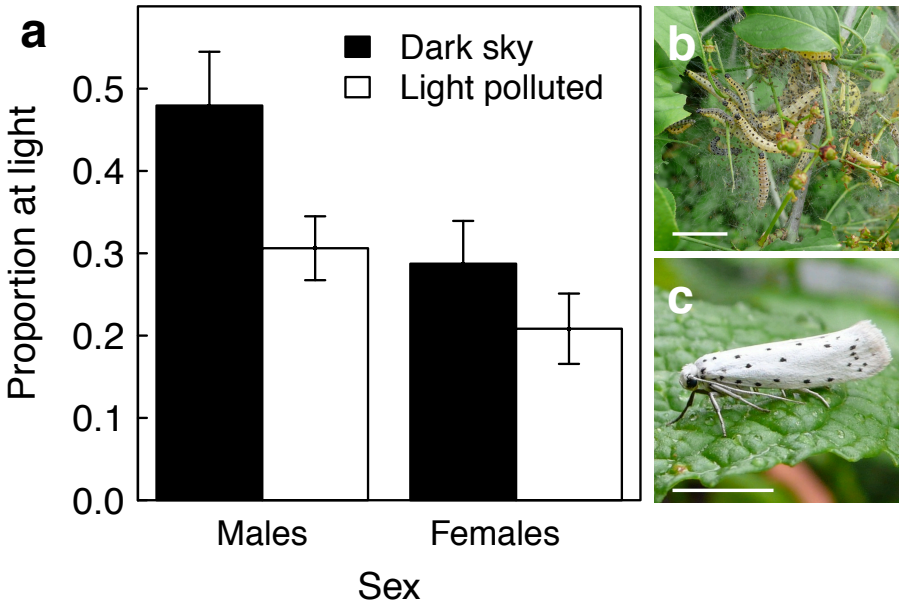 a
Dark sky
Light polluted
Proportion at light
0.5
0.4
0.3
0.2
0.1
0.0
Males
Females
Sex
b
c